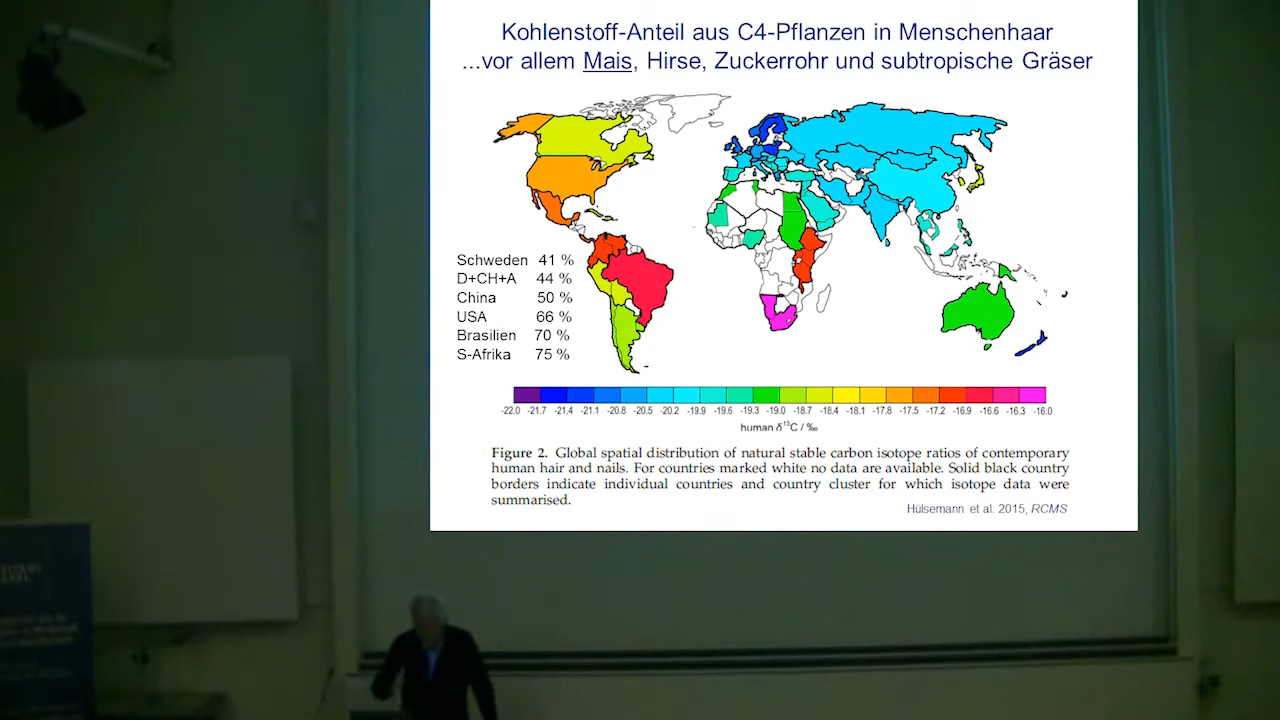 Kohlenstoff-Anteil aus C4-Pflanzen in Menschenhaar
...vor allem Mais, Hirse, Zuckerrohr und subtropische Gräser
Schweden 41 %
D+CH+A 44 %
China 50 %
USA 66 %
Brasilien 70 %
S-Afrika 75 %
-22.0 -21.7 -21.4 -21.1 -20.8 -20.5 -20.2 -19.9 -19.6 -19.3 -19.0 -18.7 -18.4 -18.1 -17.8 -17.5 -17.2 -16.9 -16.6 -16.3 -16.0
human δ¹³C / ‰
Figure 2. Global spatial distribution of natural stable carbon isotope ratios of contemporary
human hair and nails. For countries marked white no data are available. Solid black country
borders indicate individual countries and country cluster for which isotope data were
summarised.
Hülsemann et al. 2015, RCMS